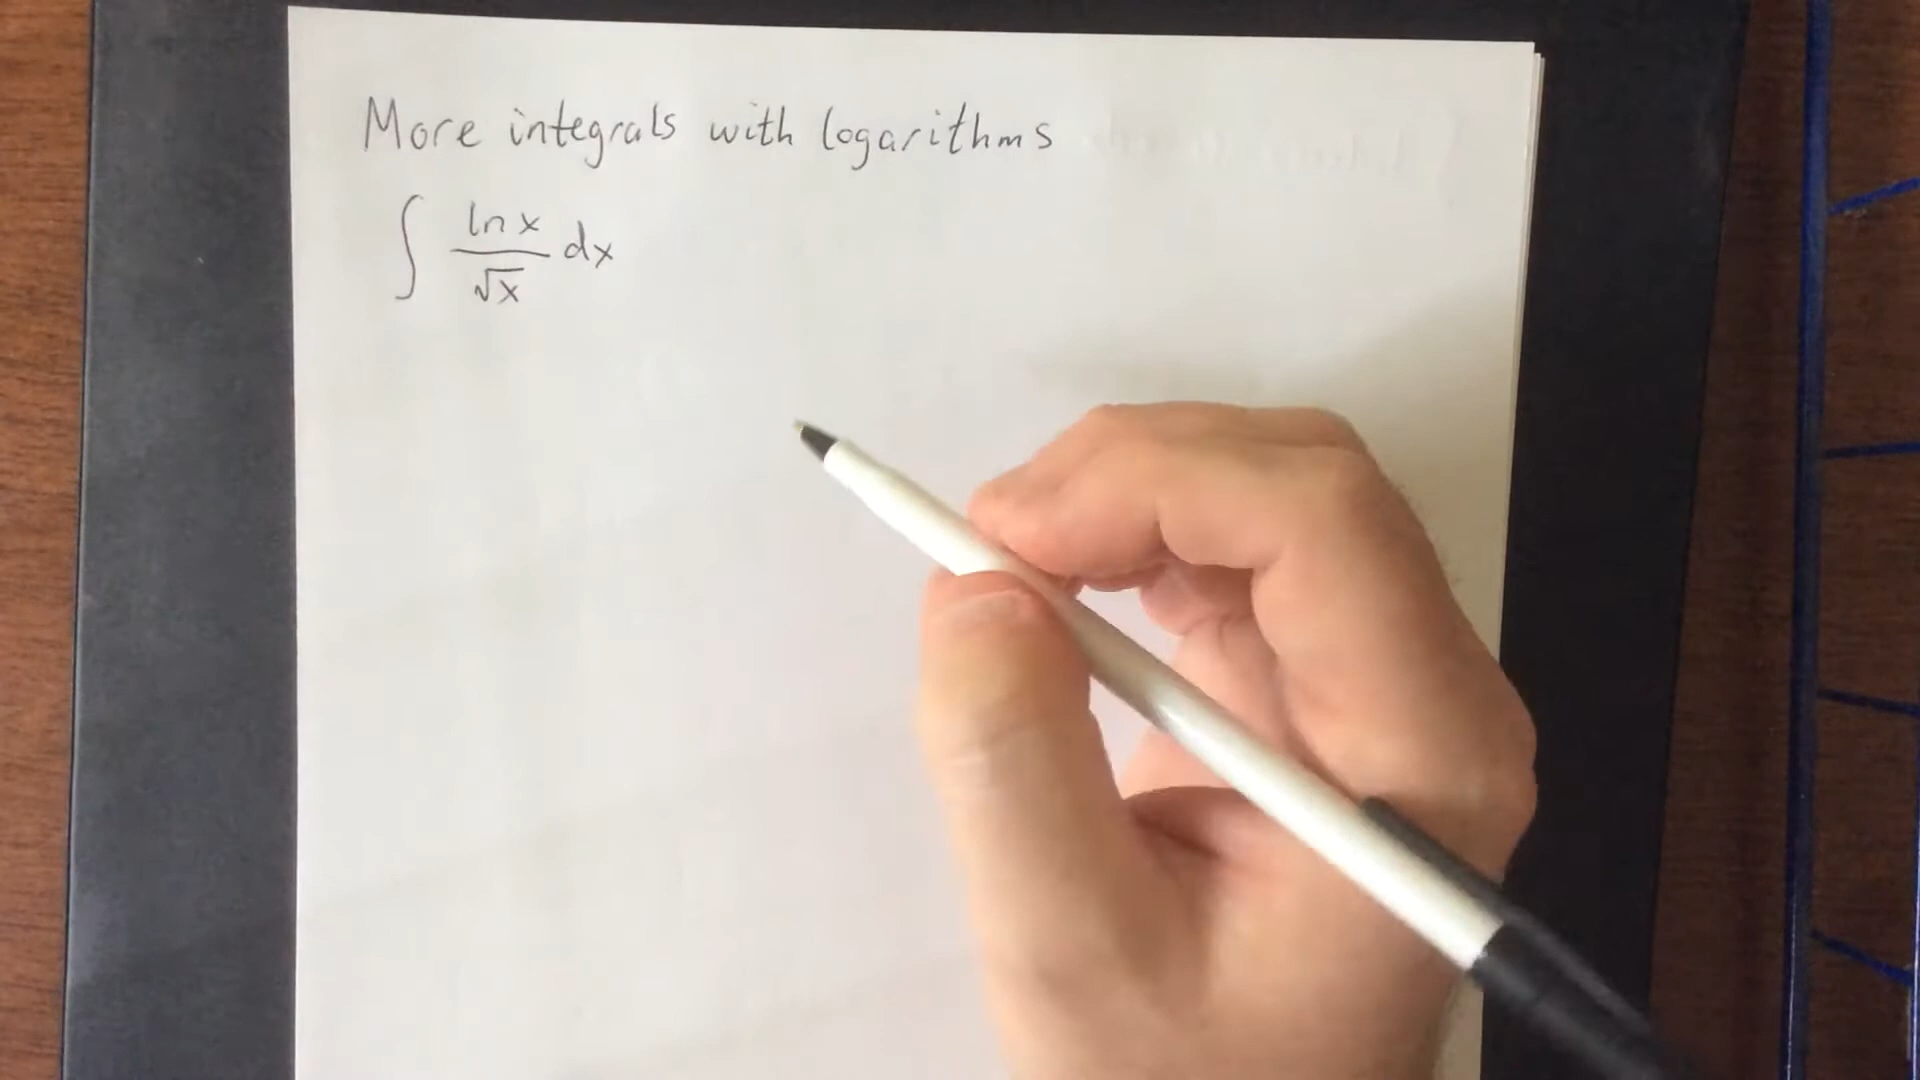 More integrals with logarithms
∫ ln x / √x dx